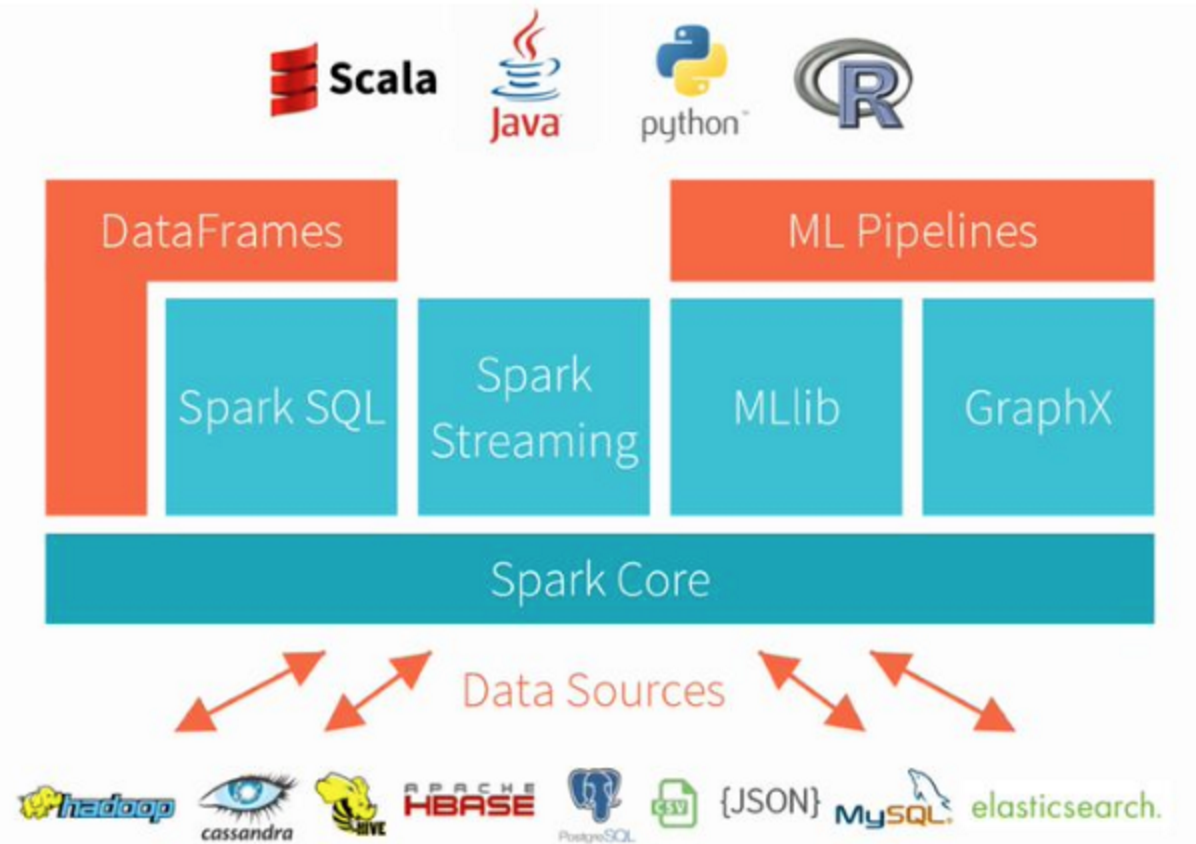 Scala
Java
python™
R
DataFrames
ML Pipelines
Spark SQL
Spark
Streaming
MLlib
GraphX
Spark Core
Data Sources
hadoop
cassandra
HIVE
APACHE
HBASE
PostgreSQL
CSV
{JSON}
MySQL®
elasticsearch.